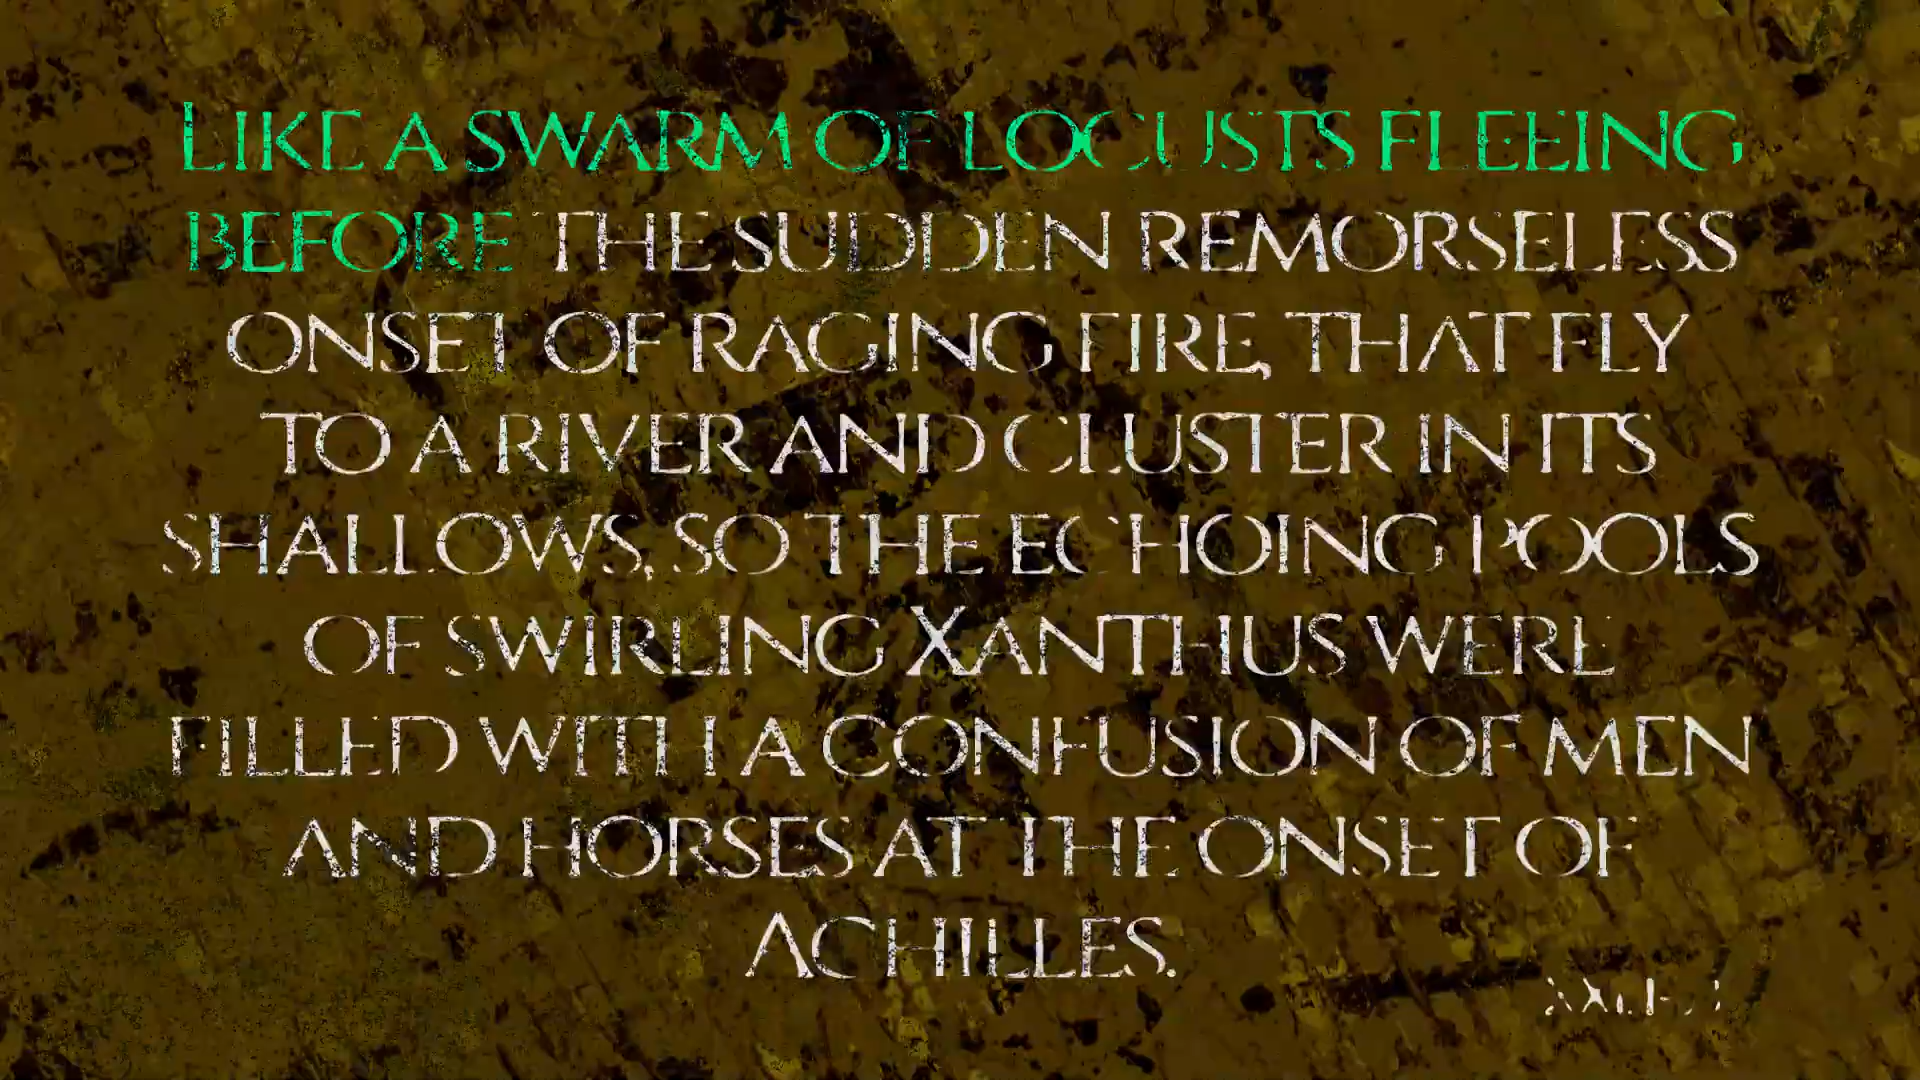 LIKE A SWARM OF LOCUSTS FLEEING
BEFORE THE SUDDEN REMORSELESS
ONSET OF RAGING FIRE, THAT FLY
TO A RIVER AND CLUSTER IN ITS
SHALLOWS, SO THE ECHOING POOLS
OF SWIRLING XANTHUS WERE
FILLED WITH A CONFUSION OF MEN
AND HORSES AT THE ONSET OF
ACHILLES.